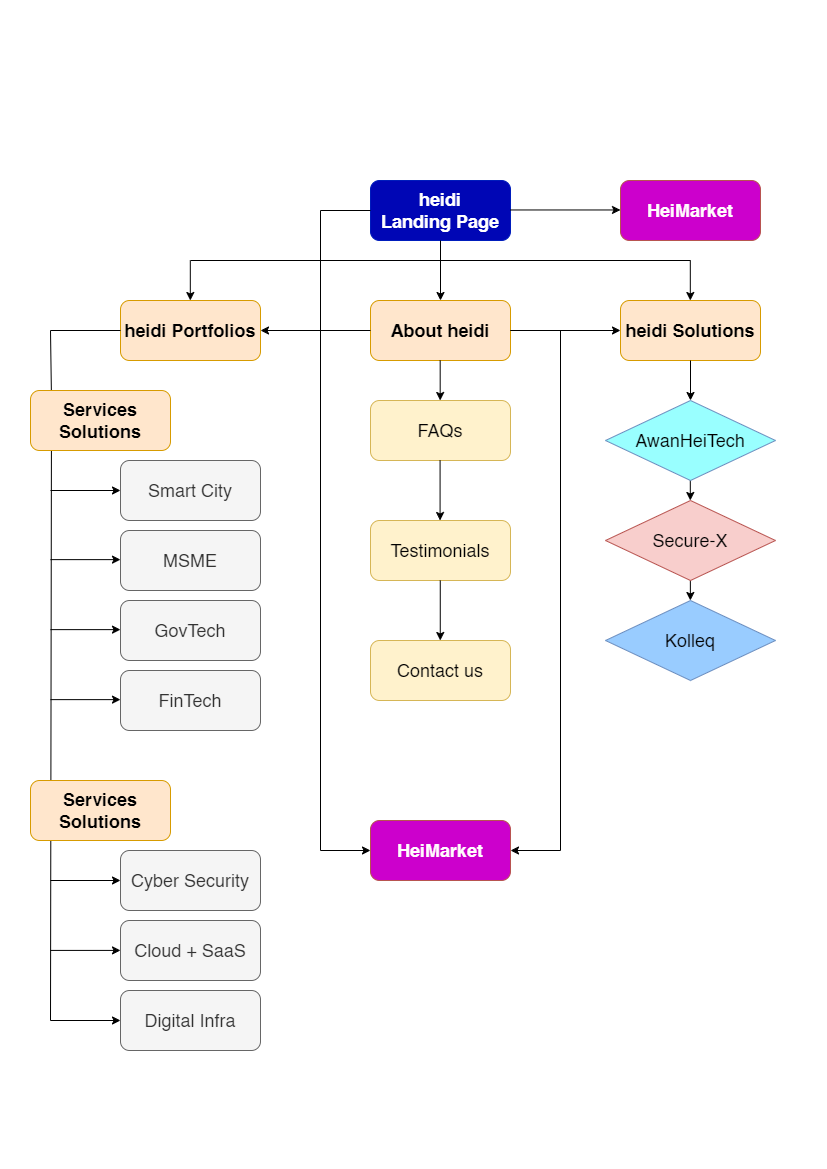 heidi
Landing Page
HeiMarket
heidi Portfolios
About heidi
heidi Solutions
Services
Solutions
FAQs
AwanHeiTech
Smart City
MSME
Testimonials
Secure-X
GovTech
Kolleq
FinTech
Contact us
Services
Solutions
HeiMarket
Cyber Security
Cloud + SaaS
Digital Infra